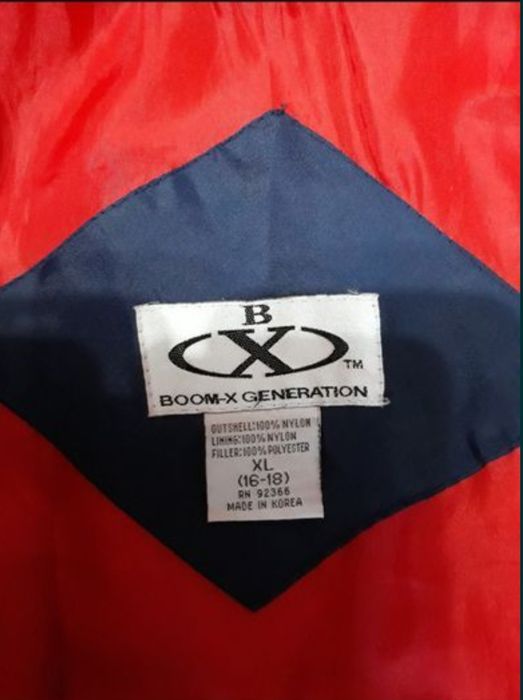 B
X
TM
BOOM-X GENERATION
OUTSHELL:100% NYLON
LINING:100% NYLON
FILLER:100% POLYESTER
XL
(16-18)
RN 92366
MADE IN KOREA